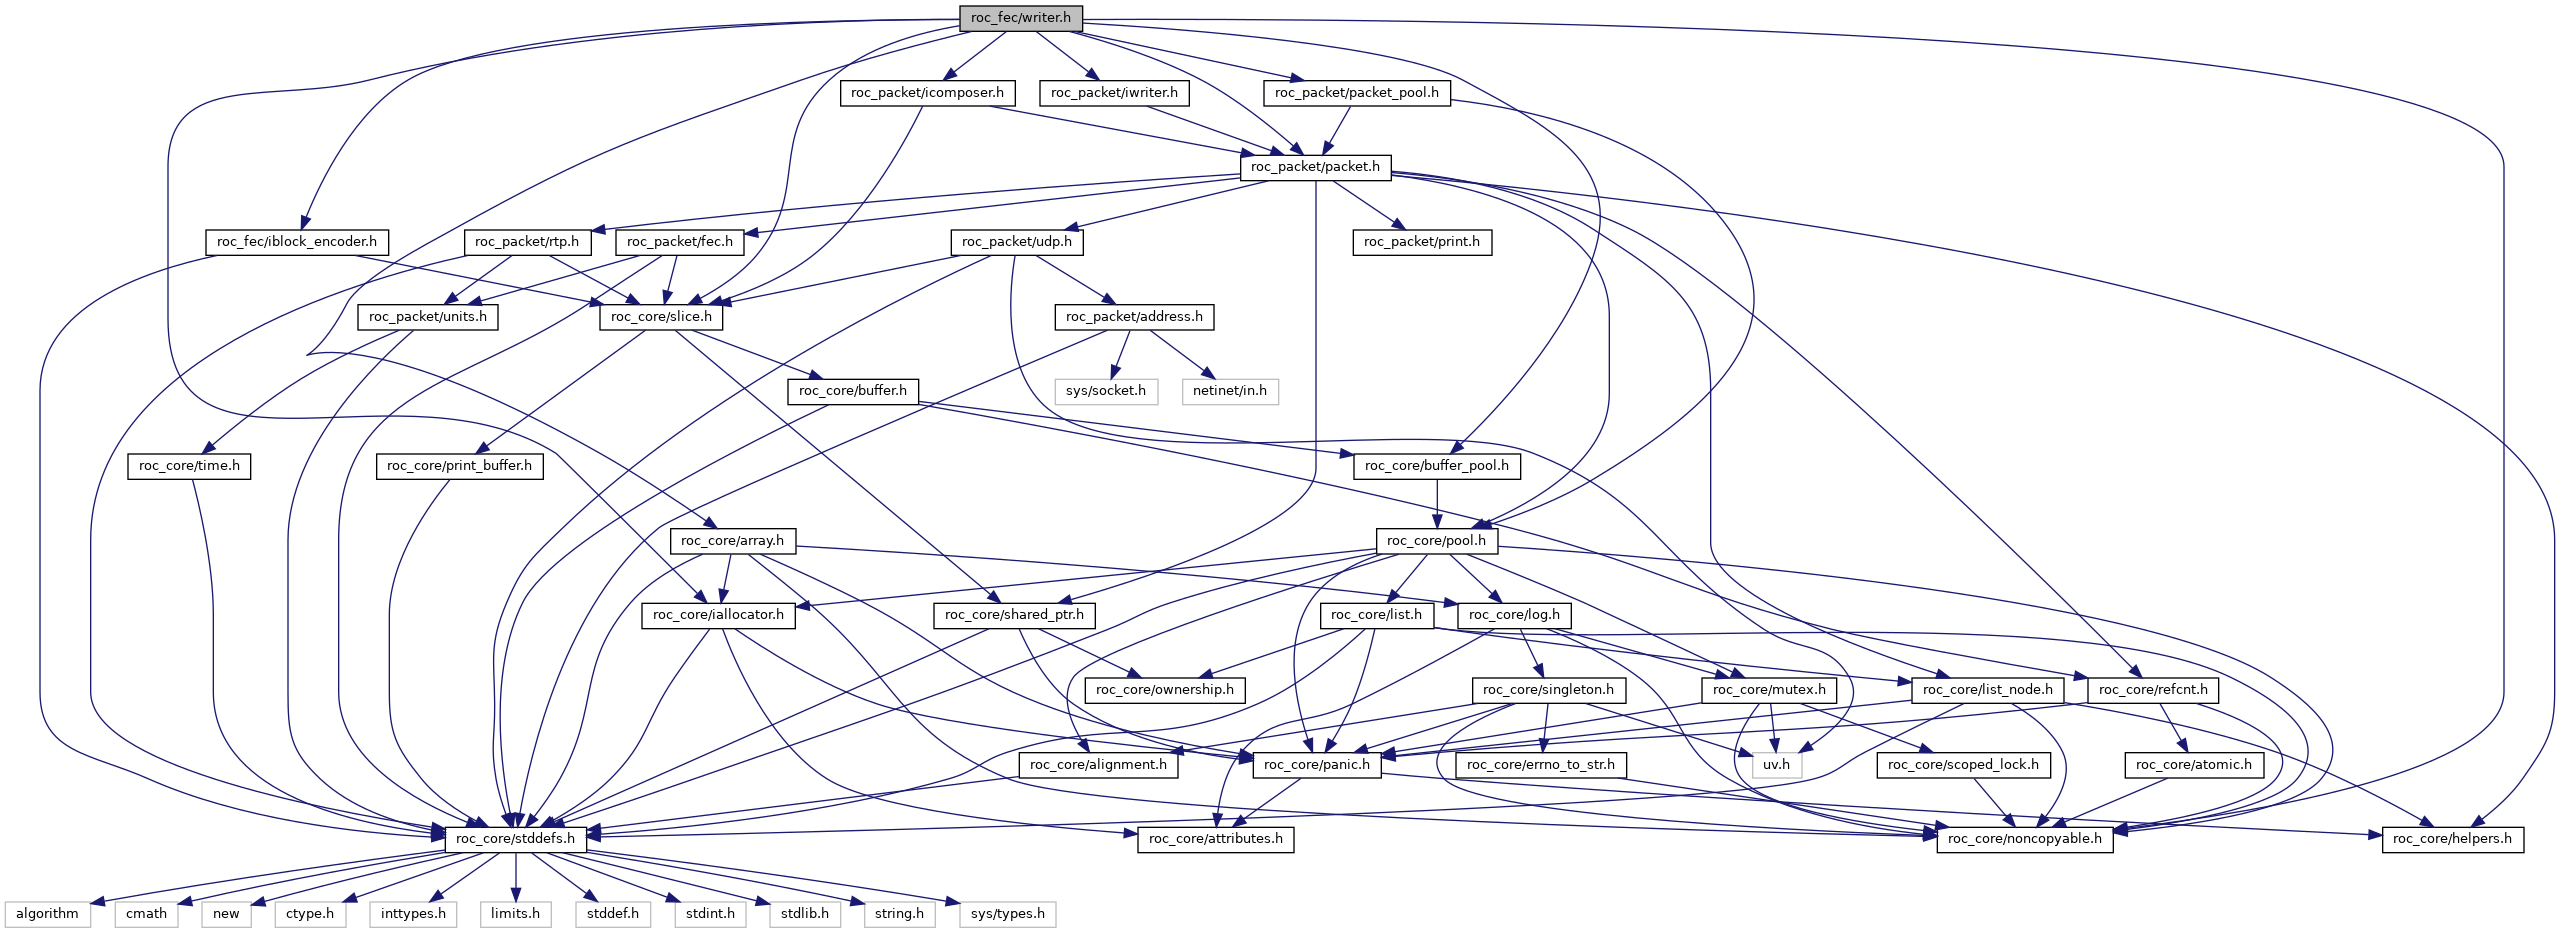 roc_fec/writer.h
roc_packet/icomposer.h
roc_packet/iwriter.h
roc_packet/packet_pool.h
roc_packet/packet.h
roc_fec/iblock_encoder.h
roc_packet/rtp.h
roc_packet/fec.h
roc_packet/udp.h
roc_packet/print.h
roc_packet/units.h
roc_core/slice.h
roc_packet/address.h
roc_core/buffer.h
sys/socket.h
netinet/in.h
roc_core/time.h
roc_core/print_buffer.h
roc_core/buffer_pool.h
roc_core/array.h
roc_core/pool.h
roc_core/iallocator.h
roc_core/shared_ptr.h
roc_core/list.h
roc_core/log.h
roc_core/ownership.h
roc_core/singleton.h
roc_core/mutex.h
roc_core/list_node.h
roc_core/refcnt.h
roc_core/alignment.h
roc_core/panic.h
roc_core/errno_to_str.h
uv.h
roc_core/scoped_lock.h
roc_core/atomic.h
roc_core/stddefs.h
roc_core/attributes.h
roc_core/noncopyable.h
roc_core/helpers.h
algorithm
cmath
new
ctype.h
inttypes.h
limits.h
stddef.h
stdint.h
stdlib.h
string.h
sys/types.h